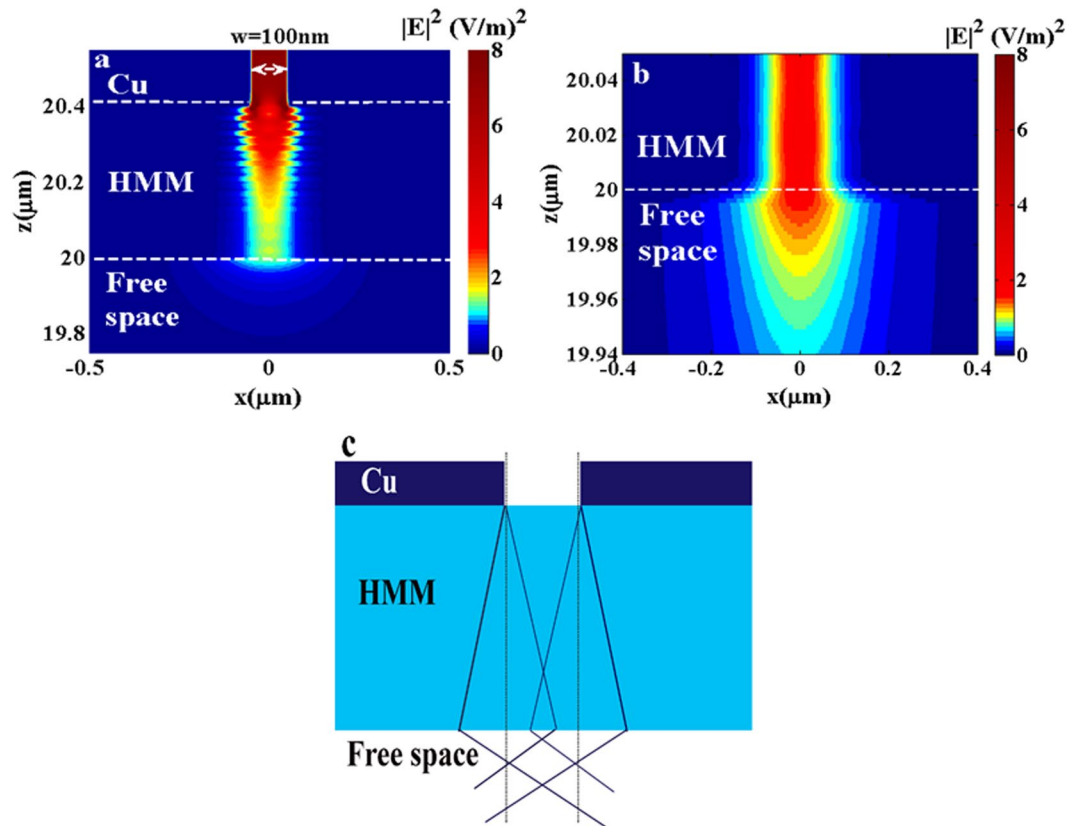 w=100nm
|E|² (V/m)²
a
Cu
HMM
Free
space
20.4
20.2
20
19.8
z(μm)
-0.5
0
0.5
x(μm)
8
6
4
2
0
|E|² (V/m)²
b
HMM
Free
space
20.04
20.02
20
19.98
19.96
19.94
z(μm)
-0.4
-0.2
0
0.2
0.4
x(μm)
8
6
4
2
0
c
Cu
HMM
Free space